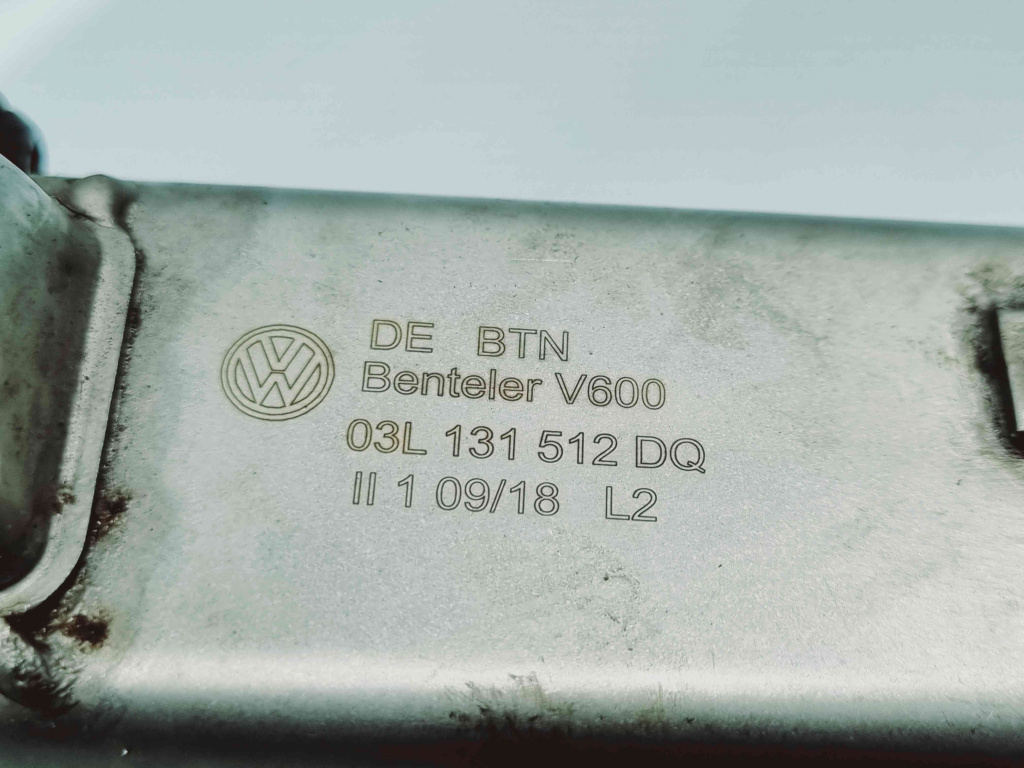 DE BTN
Benteler V600
03L 131 512 DQ
II 1 09/18 L2